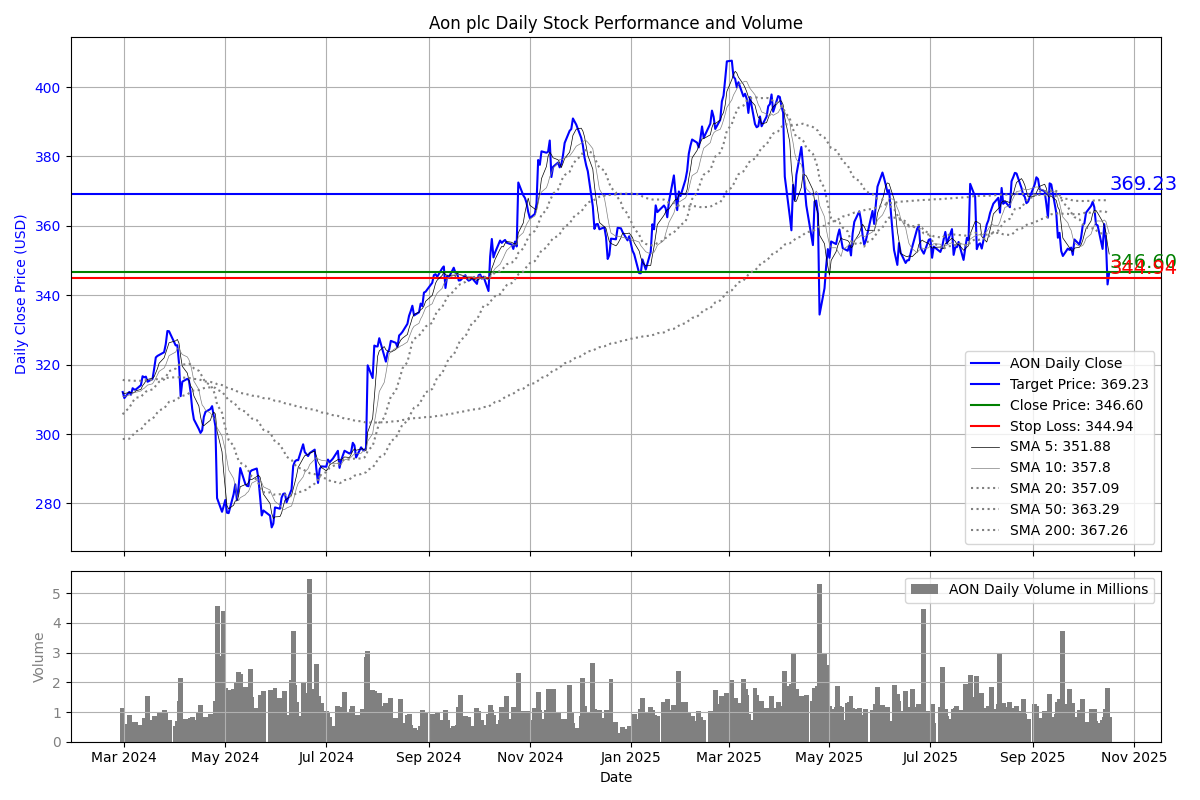 Aon plc Daily Stock Performance and Volume
Daily Close Price (USD)
400
380
360
340
320
300
280
369.23
346.60
344.94
AON Daily Close
Target Price: 369.23
Close Price: 346.60
Stop Loss: 344.94
SMA 5: 351.88
SMA 10: 357.8
SMA 20: 357.09
SMA 50: 363.29
SMA 200: 367.26
Volume
5
4
3
2
1
0
AON Daily Volume in Millions
Mar 2024 May 2024 Jul 2024 Sep 2024 Nov 2024 Jan 2025 Mar 2025 May 2025 Jul 2025 Sep 2025 Nov 2025
Date